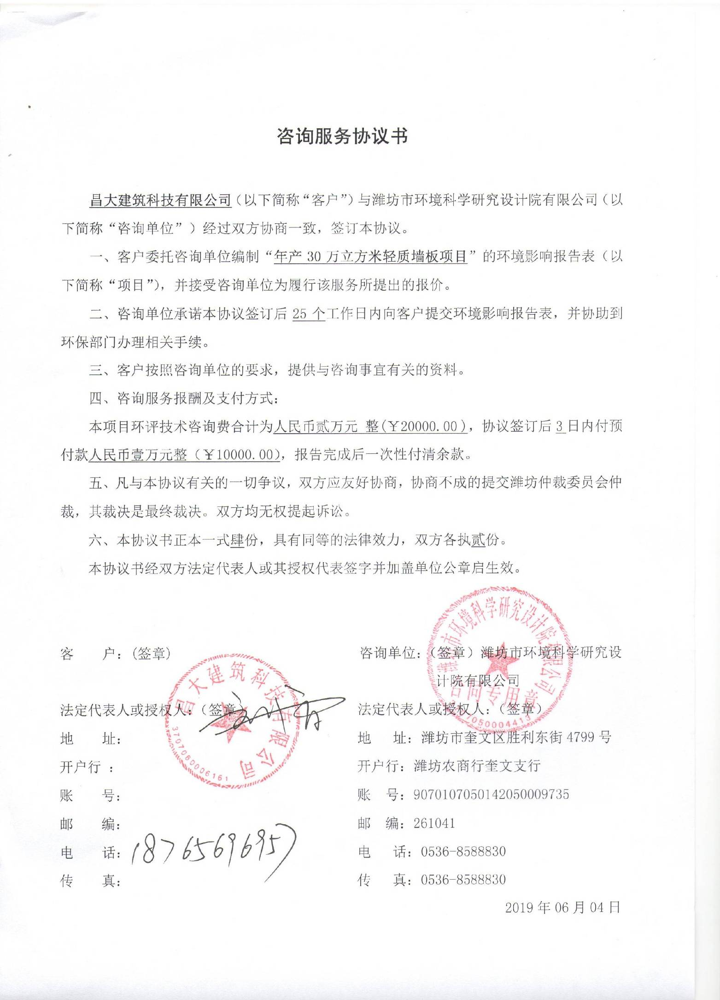 咨询服务协议书
昌大建筑科技有限公司（以下简称“客户”）与潍坊市环境科学研究设计院有限公司（以
下简称“咨询单位”）经过双方协商一致，签订本协议。
一、客户委托咨询单位编制“年产 30 万立方米轻质墙板项目”的环境影响报告表（以
下简称“项目”），并接受咨询单位为履行该服务所提出的报价。
二、咨询单位承诺本协议签订后 25 个工作日内向客户提交环境影响报告表，并协助到
环保部门办理相关手续。
三、客户按照咨询单位的要求，提供与咨询事宜有关的资料。
四、咨询服务报酬及支付方式：
本项目环评技术咨询费合计为人民币贰万元 整(￥20000.00)，协议签订后 3 日内付预
付款人民币壹万元整（￥10000.00)，报告完成后一次性付清余款。
五、凡与本协议有关的一切争议，双方应友好协商，协商不成的提交潍坊仲裁委员会仲
裁，其裁决是最终裁决。双方均无权提起诉讼。
六、本协议书正本一式肆份，具有同等的法律效力，双方各执贰份。
本协议书经双方法定代表人或其授权代表签字并加盖单位公章启生效。
客 户：(签章)
法定代表人或授权人：（签章）
地 址：
开户行 ：
账 号：
邮 编：
电 话：18765696957
传 真：
昌大建筑科技有限公司
3707060006161
咨询单位：（签章）潍坊市环境科学研究设
计院有限公司
法定代表人或授权人：（签章）
地 址：潍坊市奎文区胜利东街 4799 号
开户行：潍坊农商行奎文支行
账 号：9070107050142050009735
邮 编：261041
电 话：0536-8588830
传 真：0536-8588830
潍坊市环境科学研究设计院有限公司
合同专用章
2019 年 06 月 04 日